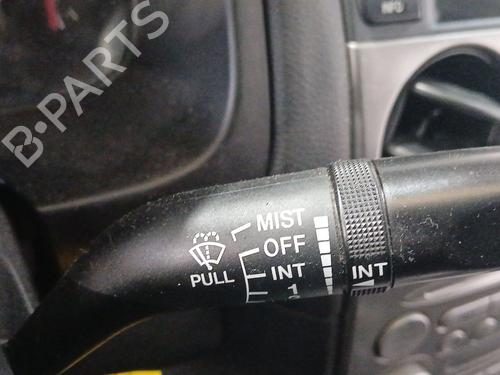 INFO
B-PARTS
MIST
OFF
INT
1
PULL
INT